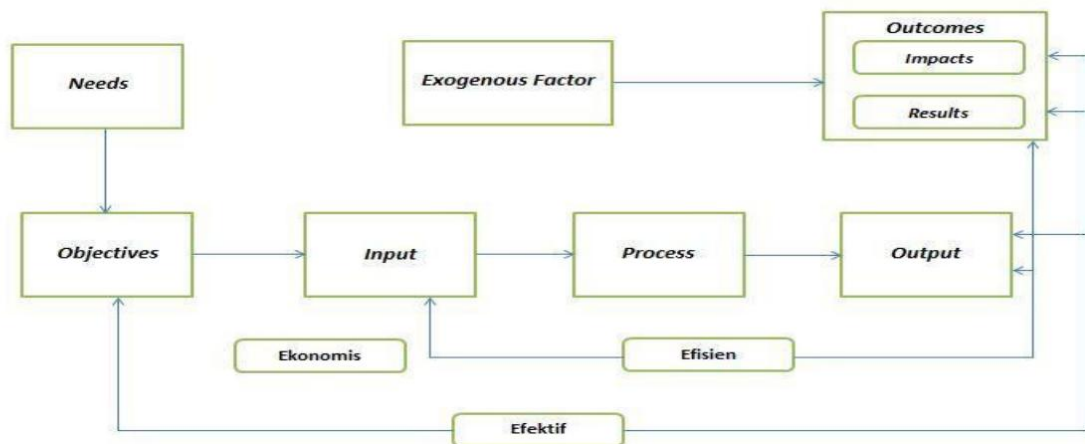 Outcomes
Impacts
Needs
Exogenous Factor
Results
Objectives
Input
Process
Output
Ekonomis
Efisien
Efektif